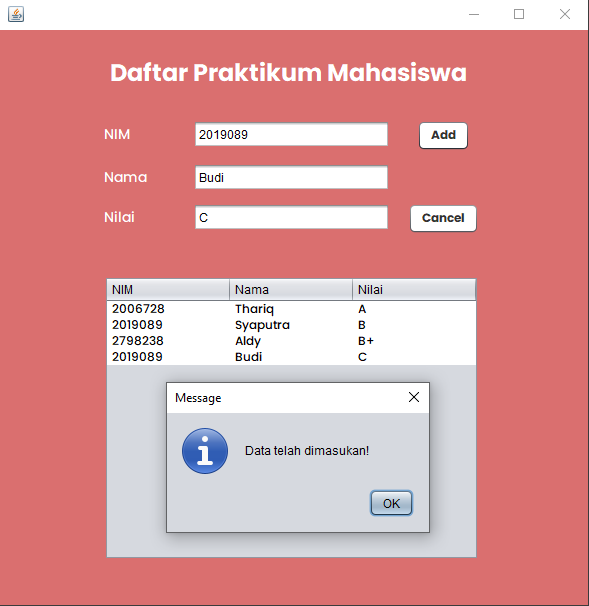 Daftar Praktikum Mahasiswa
NIM 2019089 Add
Nama Budi
Nilai C Cancel
NIM Nama Nilai
2006728 Thariq A
2019089 Syaputra B
2798238 Aldy B+
2019089 Budi C
Message
Data telah dimasukan!
OK